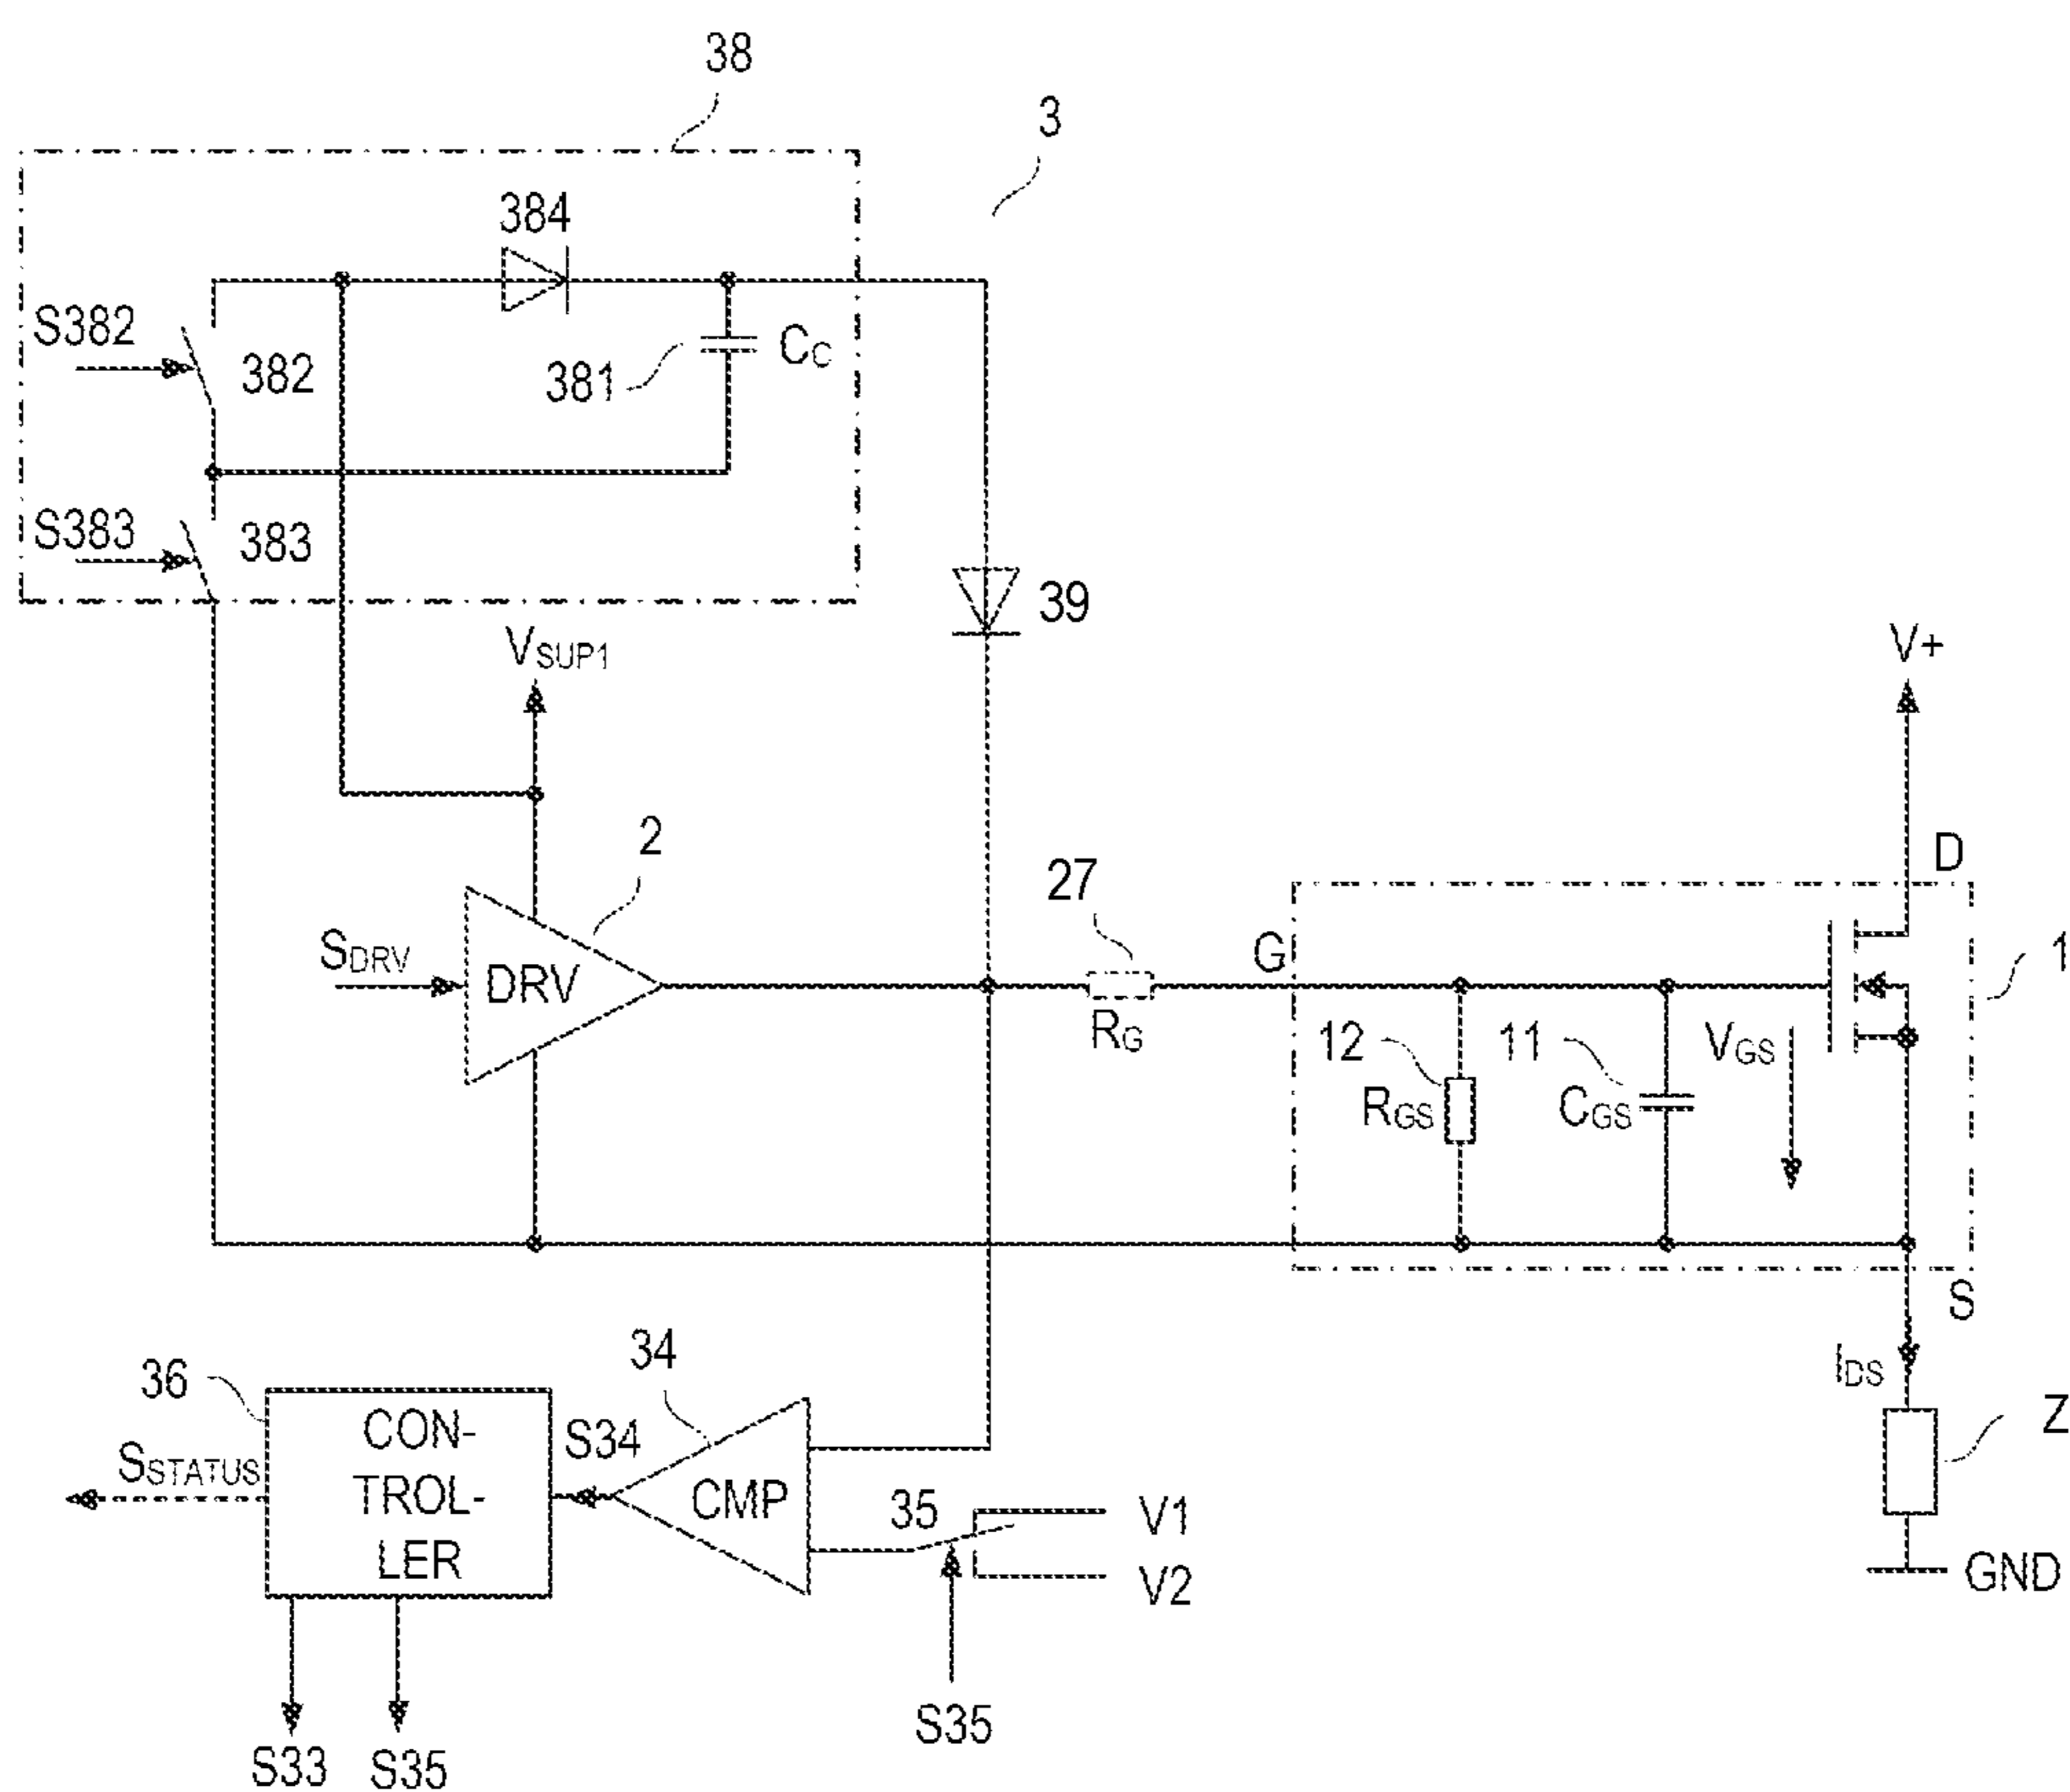 38
3
384
S382
382
381
CC
S383
383
39
VSUP1
V+
2
D
27
SDRV
DRV
G
1
RG
12
11
VGS
RGS
CGS
S
34
36
IDS
CON-
TROL-
LER
S34
Z
SSTATUS
CMP
35
V1
V2
GND
S35
S33
S35